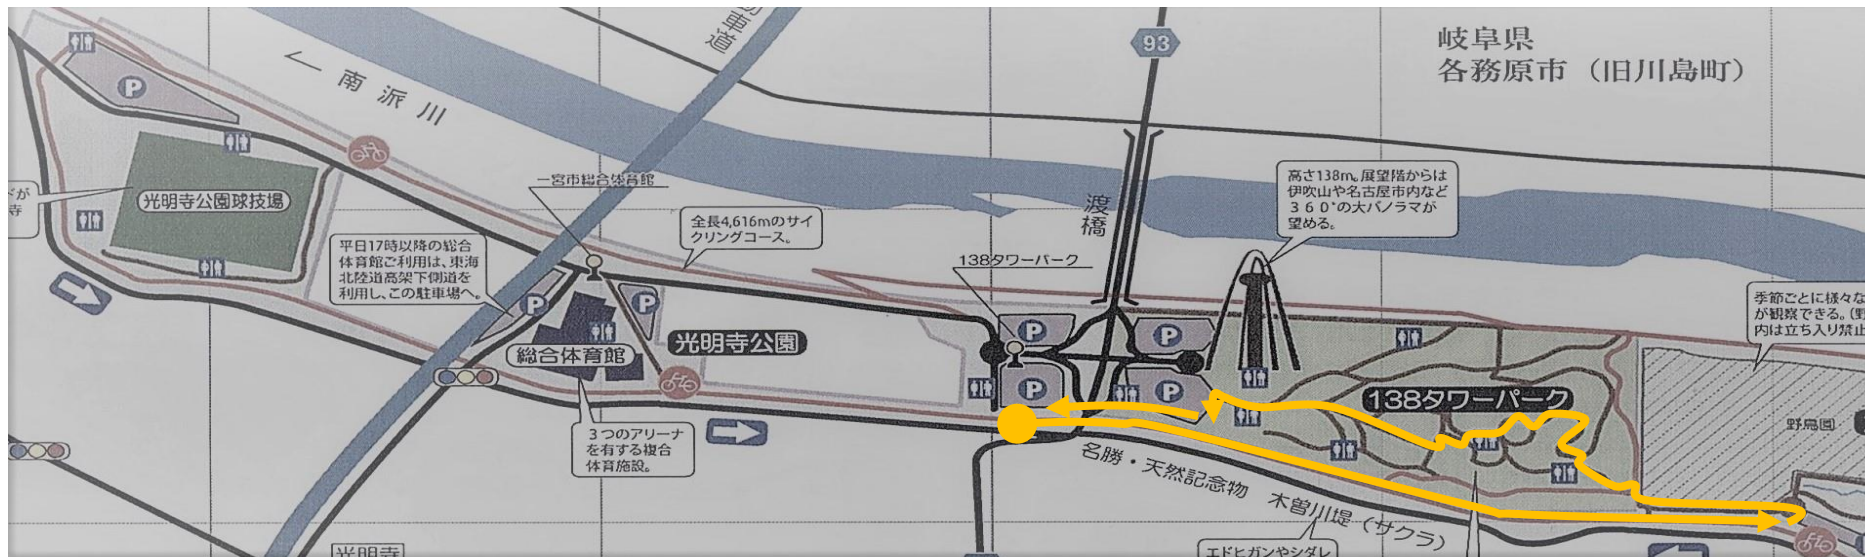 岐阜県
各務原市（旧川島町）
93
車道
← 南派川
P
光明寺公園球技場
一宮市総合体育館
全長4,616mのサイ
クリングコース。
平日17時以降の総合
体育館ご利用は、東海
北陸道高架下側道を
利用し、この駐車場へ。
P
P
総合体育館
光明寺公園
３つのアリーナ
を有する複合
体育施設。
138タワーパーク
渡橋
P
P
P
P
高さ138m。展望階からは
伊吹山や名古屋市内など
３６０°の大パノラマが
望める。
138タワーパーク
季節ごとに様々な
が観察できる。（野
内は立ち入り禁止
野鳥園
名勝・天然記念物 木曽川堤（サクラ）
エドヒガンやシダレ
光明寺